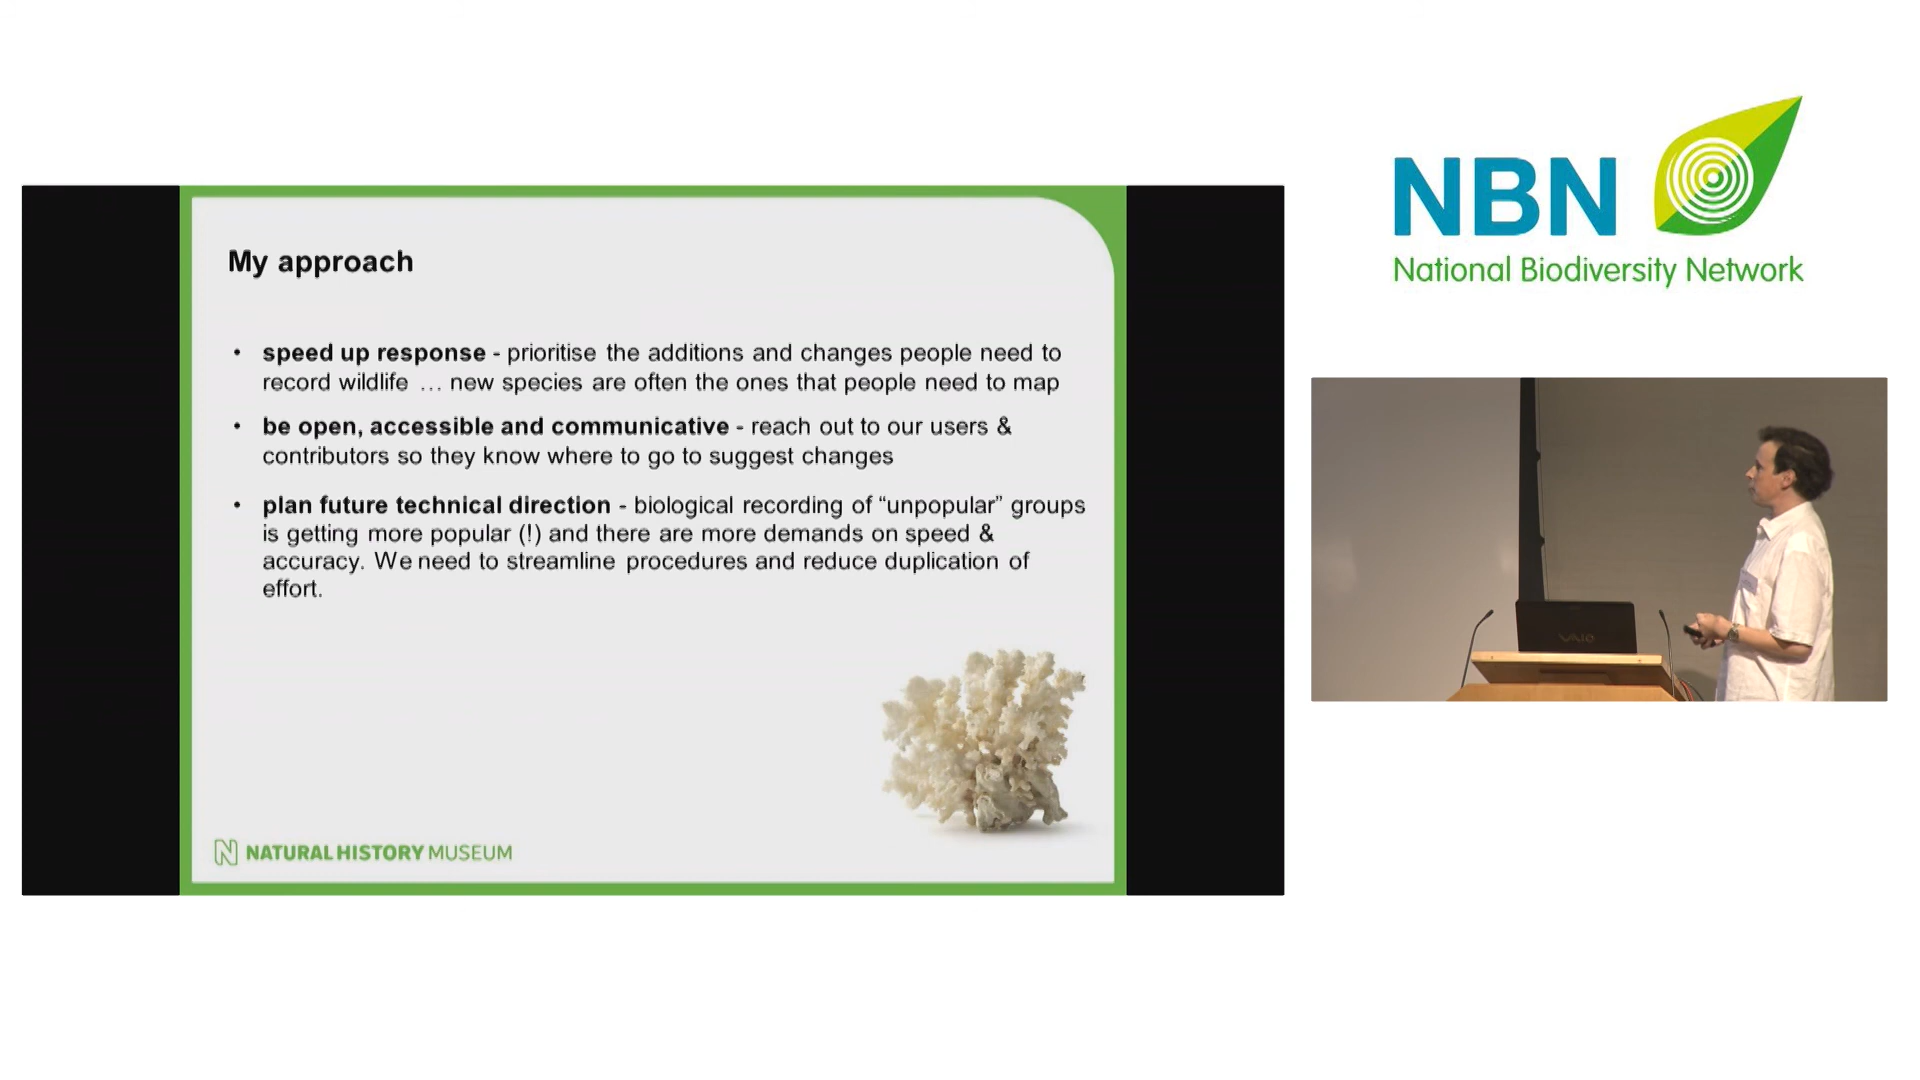 My approach
• speed up response - prioritise the additions and changes people need to
record wildlife … new species are often the ones that people need to map
• be open, accessible and communicative - reach out to our users &
contributors so they know where to go to suggest changes
• plan future technical direction - biological recording of “unpopular” groups
is getting more popular (!) and there are more demands on speed &
accuracy. We need to streamline procedures and reduce duplication of
effort.
NATURAL HISTORY MUSEUM
NBN
National Biodiversity Network
VAIO